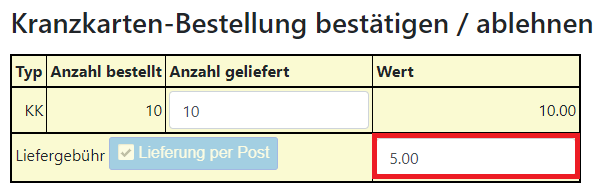 Kranzkarten-Bestellung bestätigen / ablehnen
Typ Anzahl bestellt Anzahl geliefert Wert
KK 10 10 10.00
Liefergebühr Lieferung per Post 5.00